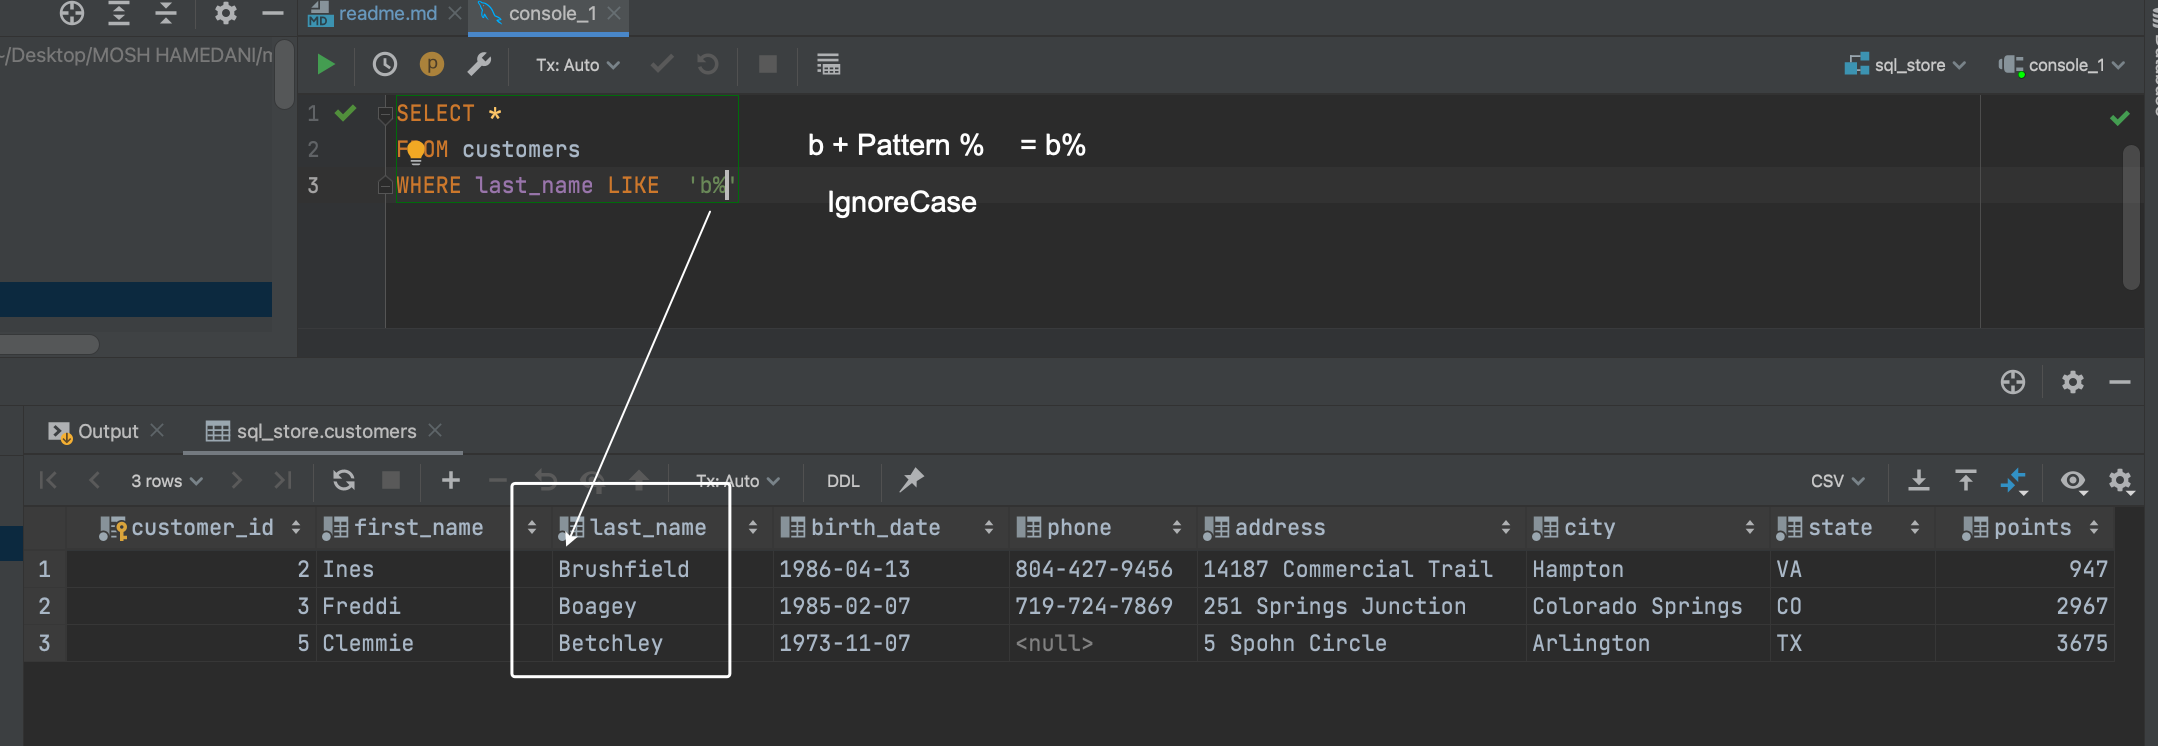 readme.md
console_1
~/Desktop/MOSH HAMEDANI/m
Tx: Auto
sql_store
console_1
1 SELECT *
2 FROM customers
3 WHERE last_name LIKE 'b%'
b + Pattern % = b%
IgnoreCase
Output
sql_store.customers
3 rows
Tx: Auto
DDL
CSV
customer_id first_name last_name birth_date phone address city state points
1 2 Ines Brushfield 1986-04-13 804-427-9456 14187 Commercial Trail Hampton VA 947
2 3 Freddi Boagey 1985-02-07 719-724-7869 251 Springs Junction Colorado Springs CO 2967
3 5 Clemmie Betchley 1973-11-07 <null> 5 Spohn Circle Arlington TX 3675